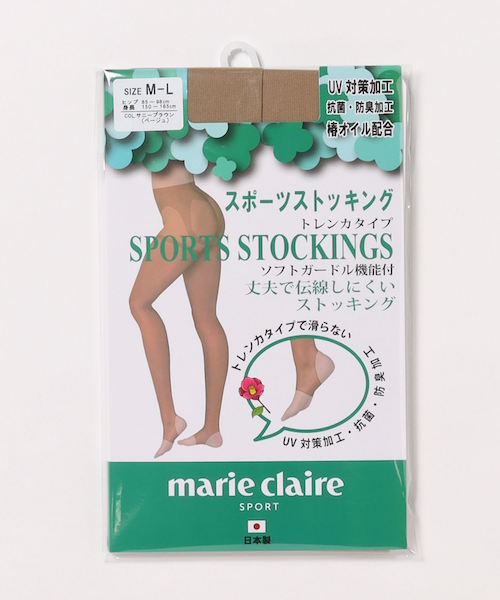 SIZE M-L
ヒップ 85~98cm
身長 150~165cm
COL.サニーブラウン
(ベージュ)
UV対策加工
抗菌・防臭加工
椿オイル配合
スポーツストッキング
トレンカタイプ
SPORTS STOCKINGS
ソフトガードル機能付
丈夫で伝線しにくい
ストッキング
トレンカタイプで滑らない
UV対策加工・抗菌・防臭加工
marie claire
SPORT
日本製